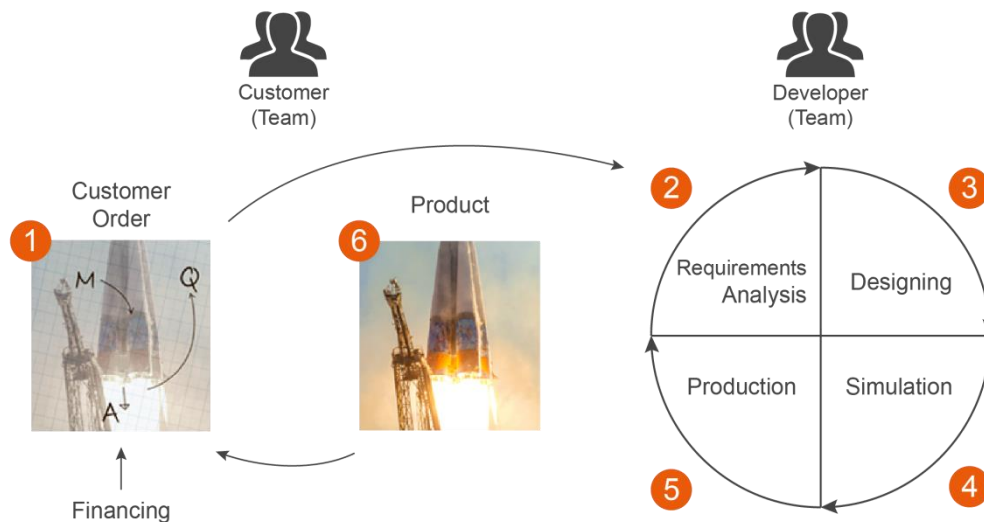 Customer
(Team)
Developer
(Team)
Customer
Order
Product
1
6
2
3
M
Q
A
Requirements
Analysis
Designing
Production
Simulation
5
4
Financing